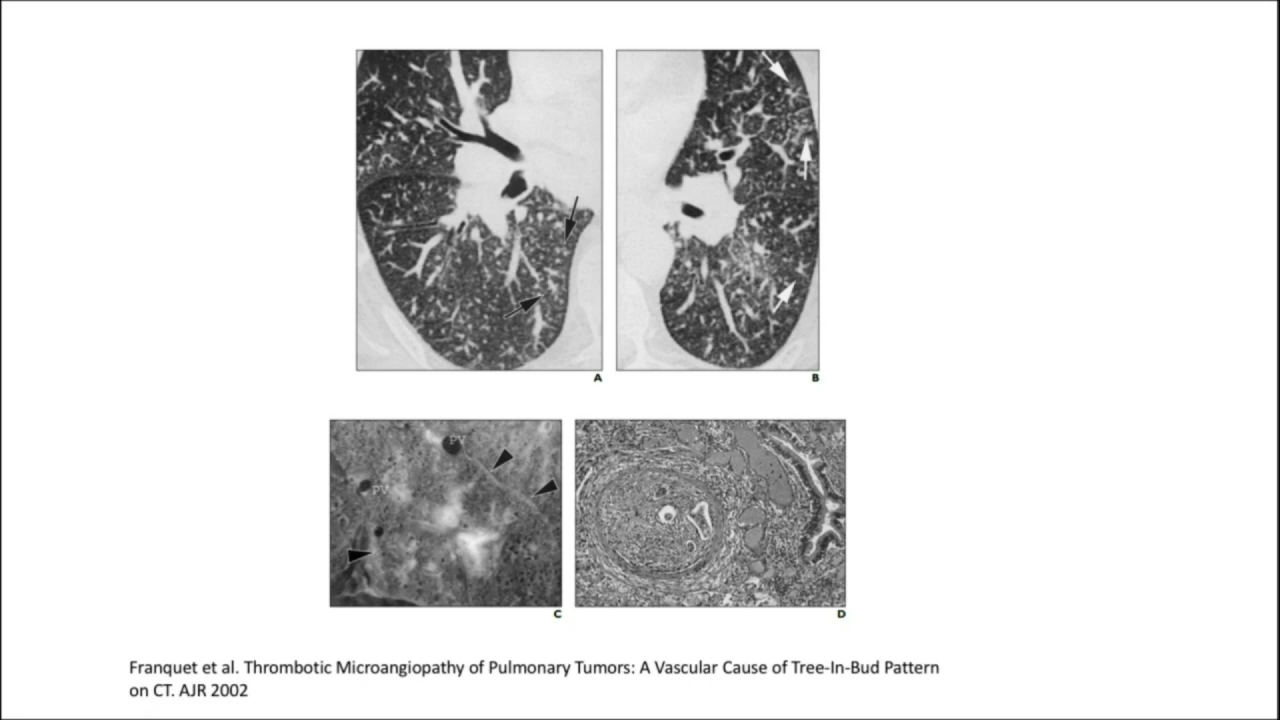 A
B
PV
PV
C
D
Franquet et al. Thrombotic Microangiopathy of Pulmonary Tumors: A Vascular Cause of Tree-In-Bud Pattern
on CT. AJR 2002